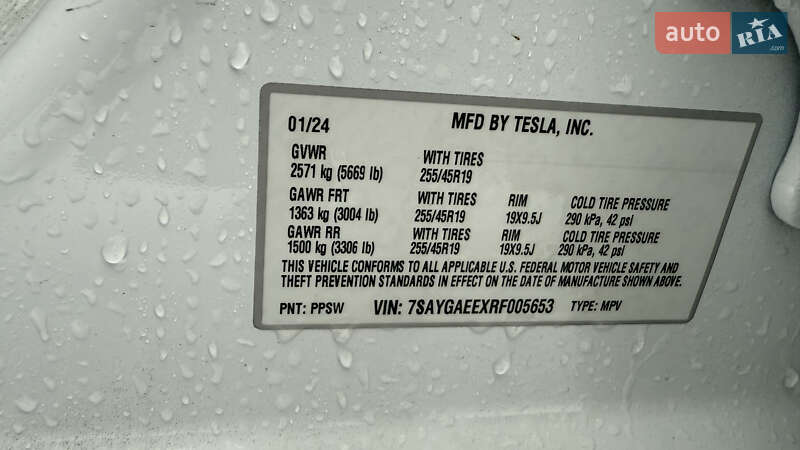 auto RIA.com
01/24 MFD BY TESLA, INC.
GVWR WITH TIRES
2571 kg (5669 lb) 255/45R19
GAWR FRT WITH TIRES RIM COLD TIRE PRESSURE
1363 kg (3004 lb) 255/45R19 19X9.5J 290 kPa, 42 psi
GAWR RR WITH TIRES RIM COLD TIRE PRESSURE
1500 kg (3306 lb) 255/45R19 19X9.5J 290 kPa, 42 psi
THIS VEHICLE CONFORMS TO ALL APPLICABLE U.S. FEDERAL MOTOR VEHICLE SAFETY AND
THEFT PREVENTION STANDARDS IN EFFECT ON THE DATE OF MANUFACTURE SHOWN ABOVE.
PNT: PPSW VIN: 7SAYGAEEXRF005653 TYPE: MPV